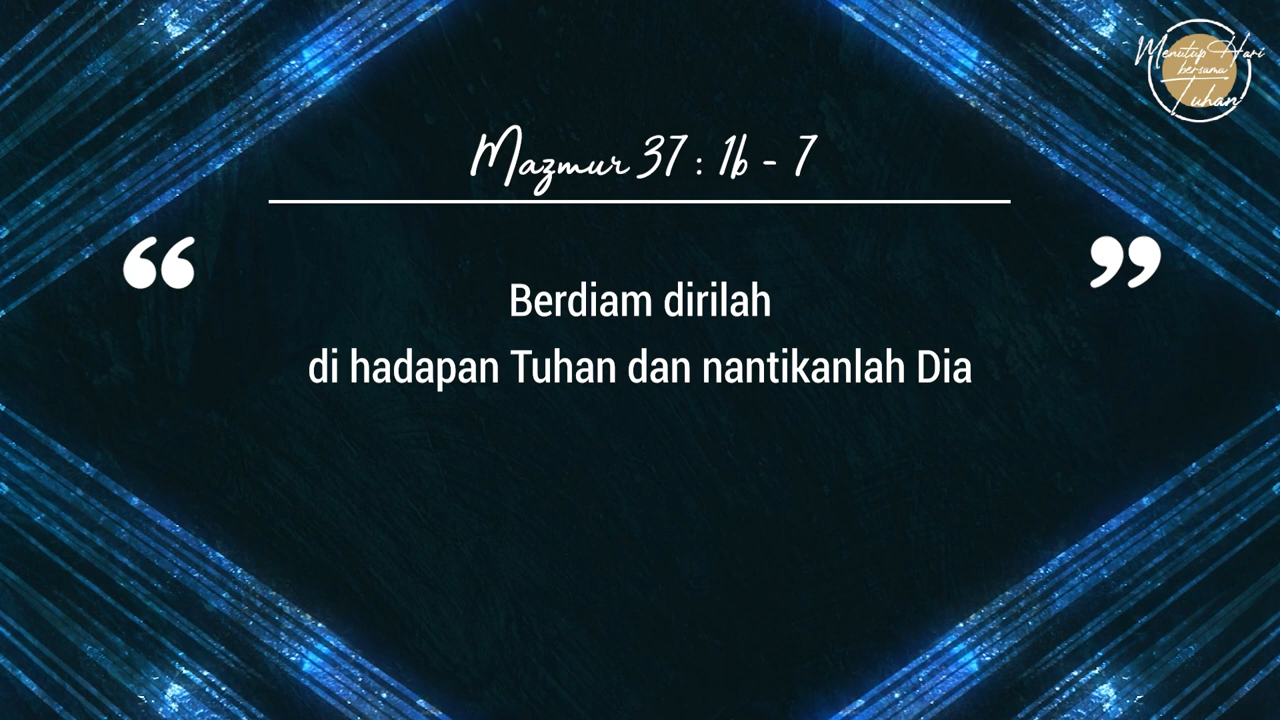 Menutup Hari
bersama
Tuhan
Mazmur 37 : 1b - 7
“ ”
Berdiam dirilah
di hadapan Tuhan dan nantikanlah Dia